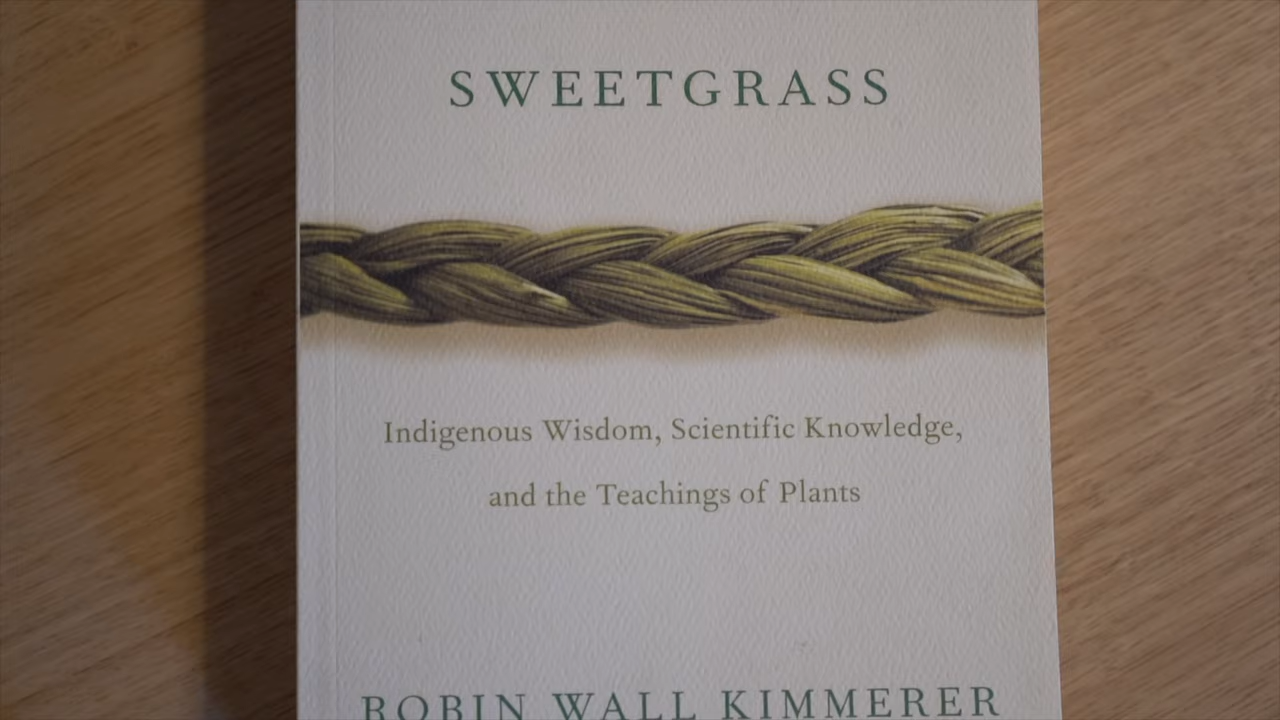 SWEETGRASS
Indigenous Wisdom, Scientific Knowledge,
and the Teachings of Plants
ROBIN WALL KIMMERER